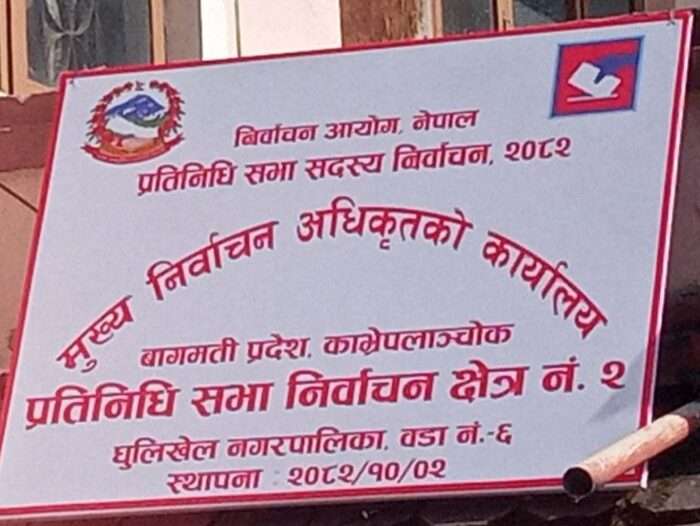 निर्वाचन आयोग, नेपाल
प्रतिनिधि सभा सदस्य निर्वाचन, २०८२
मुख्य निर्वाचन अधिकृतको कार्यालय
बागमती प्रदेश, काभ्रेपलाञ्चोक
प्रतिनिधि सभा निर्वाचन क्षेत्र नं. २
धुलिखेल नगरपालिका, वडा नं.-६
स्थापना : २०८२/१०/०२